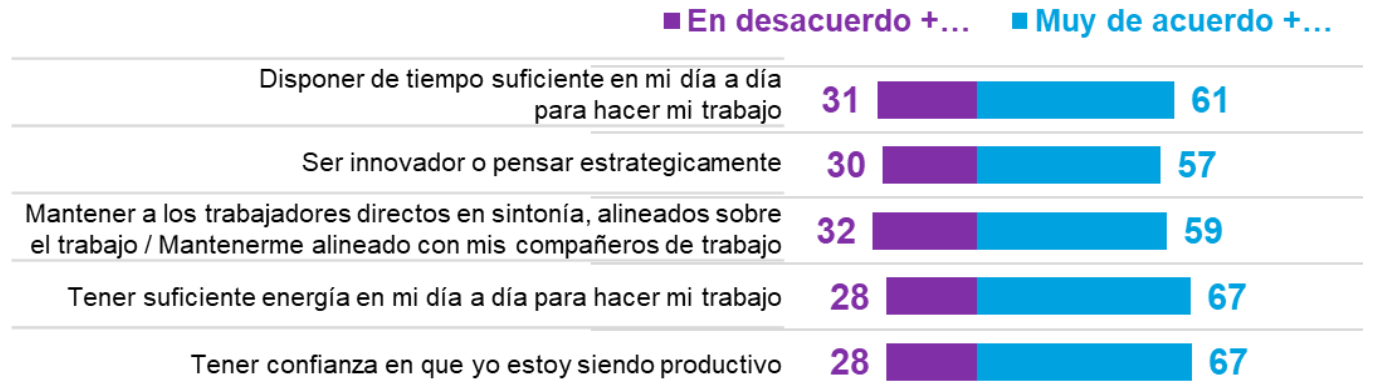 En desacuerdo +... Muy de acuerdo +...
Disponer de tiempo suficiente en mi día a día
para hacer mi trabajo
31 61
Ser innovador o pensar estrategicamente
30 57
Mantener a los trabajadores directos en sintonía, alineados sobre
el trabajo / Mantenerme alineado con mis compañeros de trabajo
32 59
Tener suficiente energía en mi día a día para hacer mi trabajo
28 67
Tener confianza en que yo estoy siendo productivo
28 67